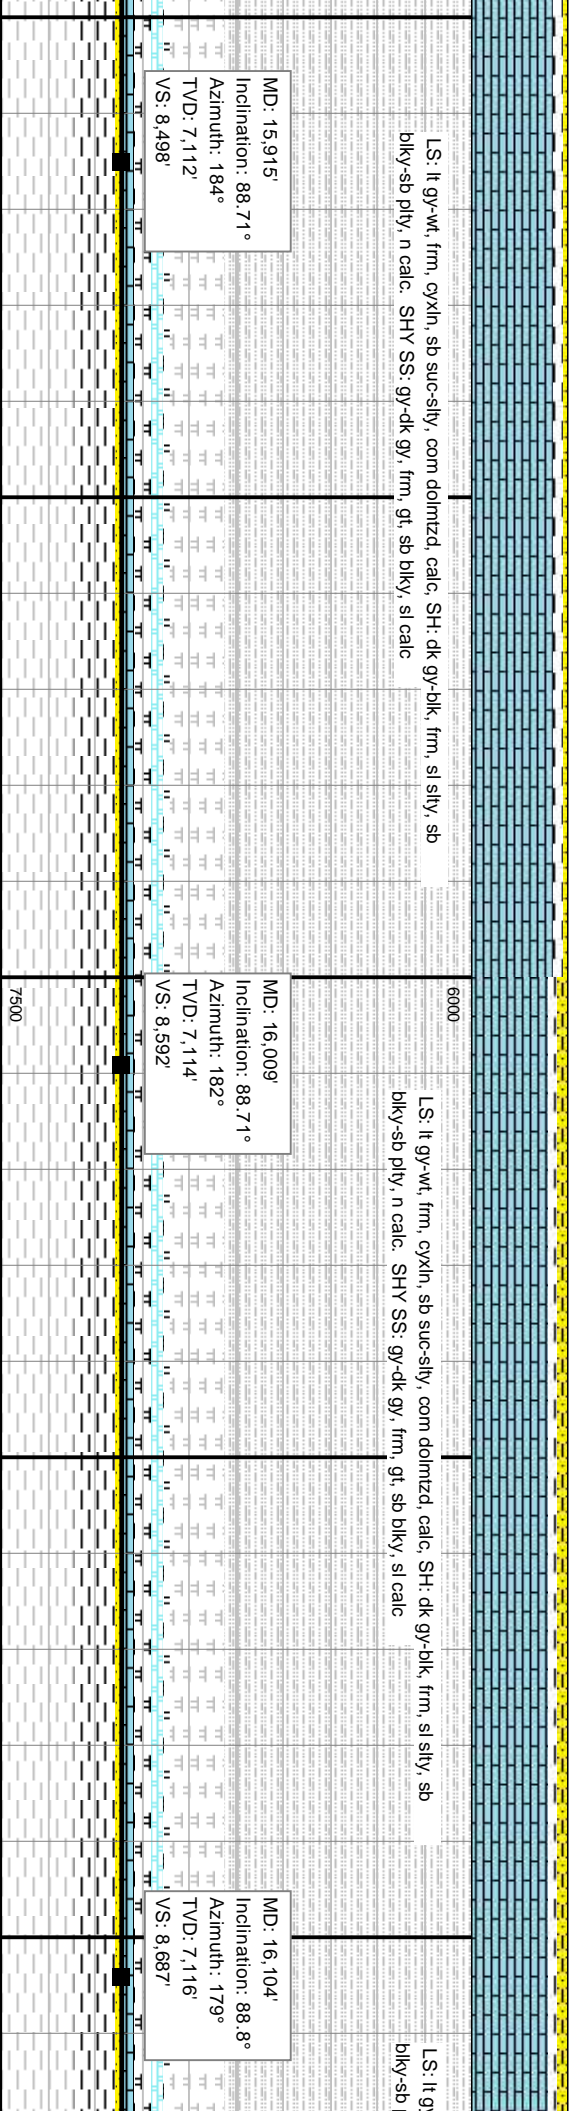 MD: 15,915'
Inclination: 88.71°
Azimuth: 184°
TVD: 7,112'
VS: 8,498'
LS: lt gy-wt, frm, cyxln, sb suc-slty, com dolmtzd, calc, SH: dk gy-blk, frm, sl slty, sb
blky-sb plty, n calc.  SHY SS: gy-dk gy, frm, gt, sb blky, sl calc
6000
7500
MD: 16,009'
Inclination: 88.71°
Azimuth: 182°
TVD: 7,114'
VS: 8,592'
LS: lt gy-wt, frm, cyxln, sb suc-slty, com dolmtzd, calc, SH: dk gy-blk, frm, sl slty, sb
blky-sb plty, n calc.  SHY SS: gy-dk gy, frm, gt, sb blky, sl calc
MD: 16,104'
Inclination: 88.8°
Azimuth: 179°
TVD: 7,116'
VS: 8,687'
LS: lt g
blky-sb